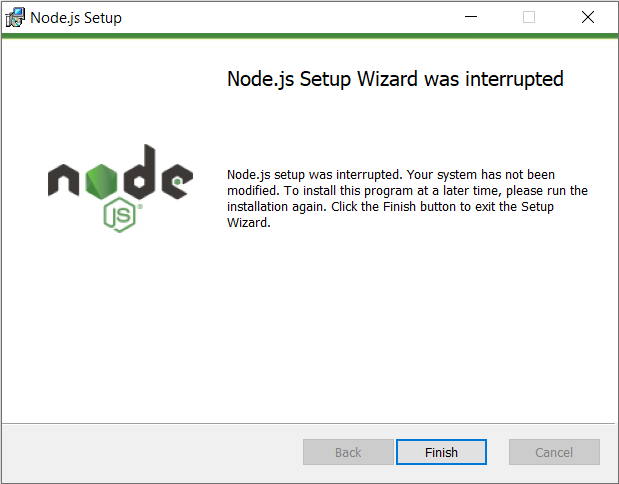 Node.js Setup
Node.js Setup Wizard was interrupted
node
JS
®
Node.js setup was interrupted. Your system has not been
modified. To install this program at a later time, please run the
installation again. Click the Finish button to exit the Setup
Wizard.
Back
Finish
Cancel